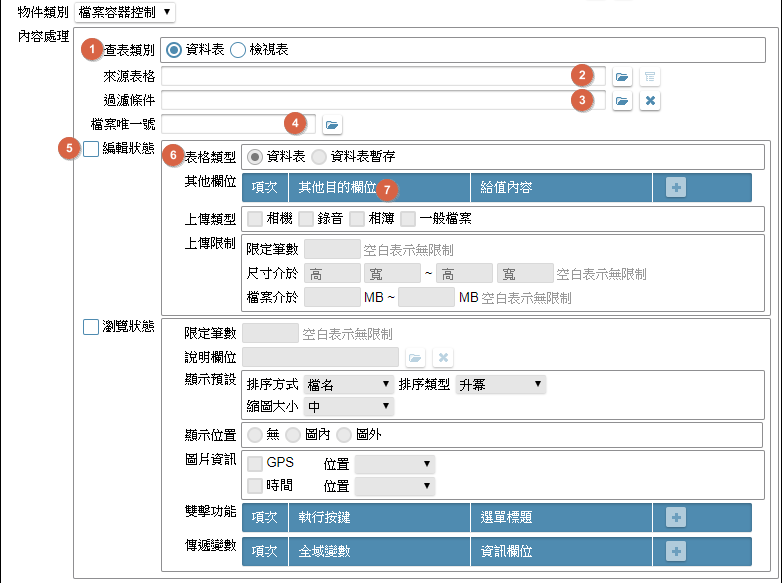 物件類別 檔案容器控制
內容處理
1 查表類別 資料表 檢視表
來源表格 2
過濾條件 3
檔案唯一號 4
5 編輯狀態 6 表格類型 資料表 資料表暫存
其他欄位 項次 其他目的欄位 7 給值內容
上傳類型 相機 錄音 相簿 一般檔案
上傳限制
限定筆數 空白表示無限制
尺寸介於 高 寬 ~ 高 寬 空白表示無限制
檔案介於 MB ~ MB 空白表示無限制
瀏覽狀態 限定筆數 空白表示無限制
說明欄位
顯示預設 排序方式 檔名 排序類型 升冪
縮圖大小 中
顯示位置 無 圖內 圖外
圖片資訊 GPS 位置
時間 位置
雙擊功能 項次 執行按鍵 選單標題
傳遞變數 項次 全域變數 資訊欄位